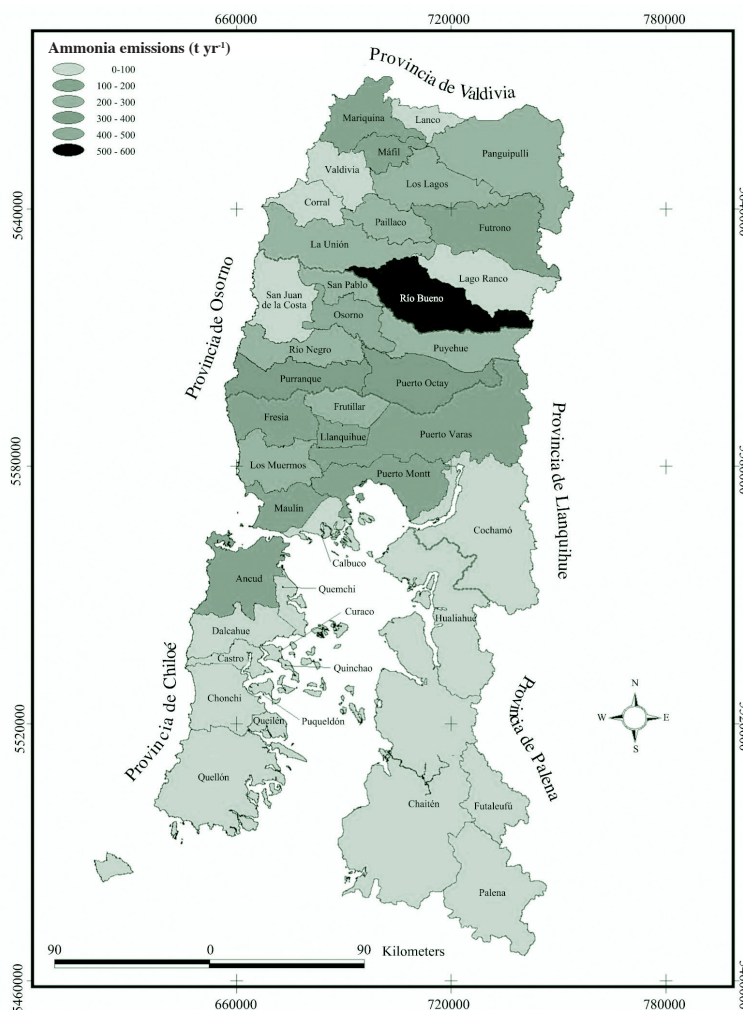 660000 720000 780000
Ammonia emissions (t yr-1)
0-100
100 - 200
200 - 300
300 - 400
400 - 500
500 - 600
Provincia de Valdivia
Lanco
Mariquina
Máfil
Panguipulli
Valdivia
Los Lagos
Corral
5640000
5640000
Paillaco
Futrono
La Unión
Lago Ranco
San Pablo
San Juan
de la Costa
Río Bueno
Osorno
Provincia de Osorno
Río Negro
Puyehue
Purranque
Puerto Octay
Frutillar
Fresia
Llanquihue
Puerto Varas
Provincia de Llanquihue
Los Muermos
5580000
Puerto Montt
Maulin
Cochamó
Calbuco
Ancud
Quemchi
Curaco
Hualiahué
Dalcahue
Castro
Quinchao
Provincia de Chiloé
Chonchi
Queilén
Puqueldón
Provincia de Palena
N
W E
S
5520000
5520000
Quellón
Chaitén
Futaleufú
Palena
90 0 90 Kilometers
5460000
660000 720000 780000